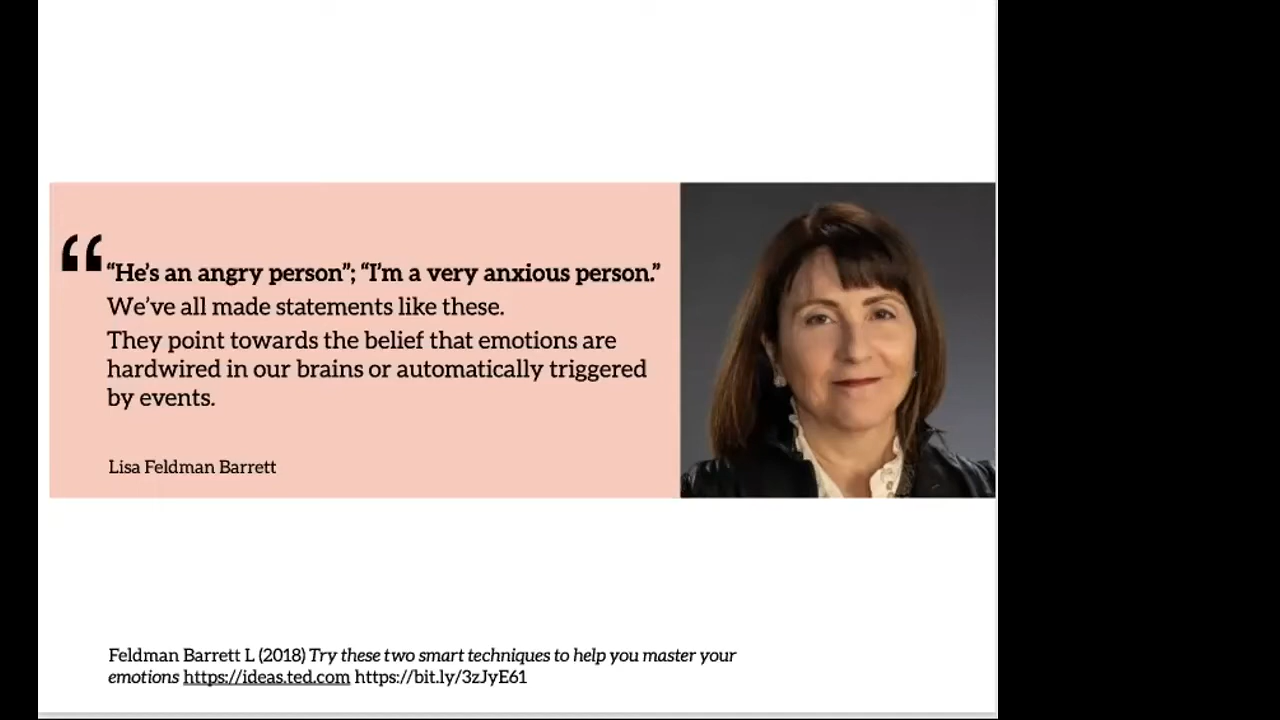 “
“He’s an angry person”; “I’m a very anxious person.”
We’ve all made statements like these.
They point towards the belief that emotions are
hardwired in our brains or automatically triggered
by events.
Lisa Feldman Barrett
Feldman Barrett L (2018) Try these two smart techniques to help you master your
emotions https://ideas.ted.com https://bit.ly/3zJyE61